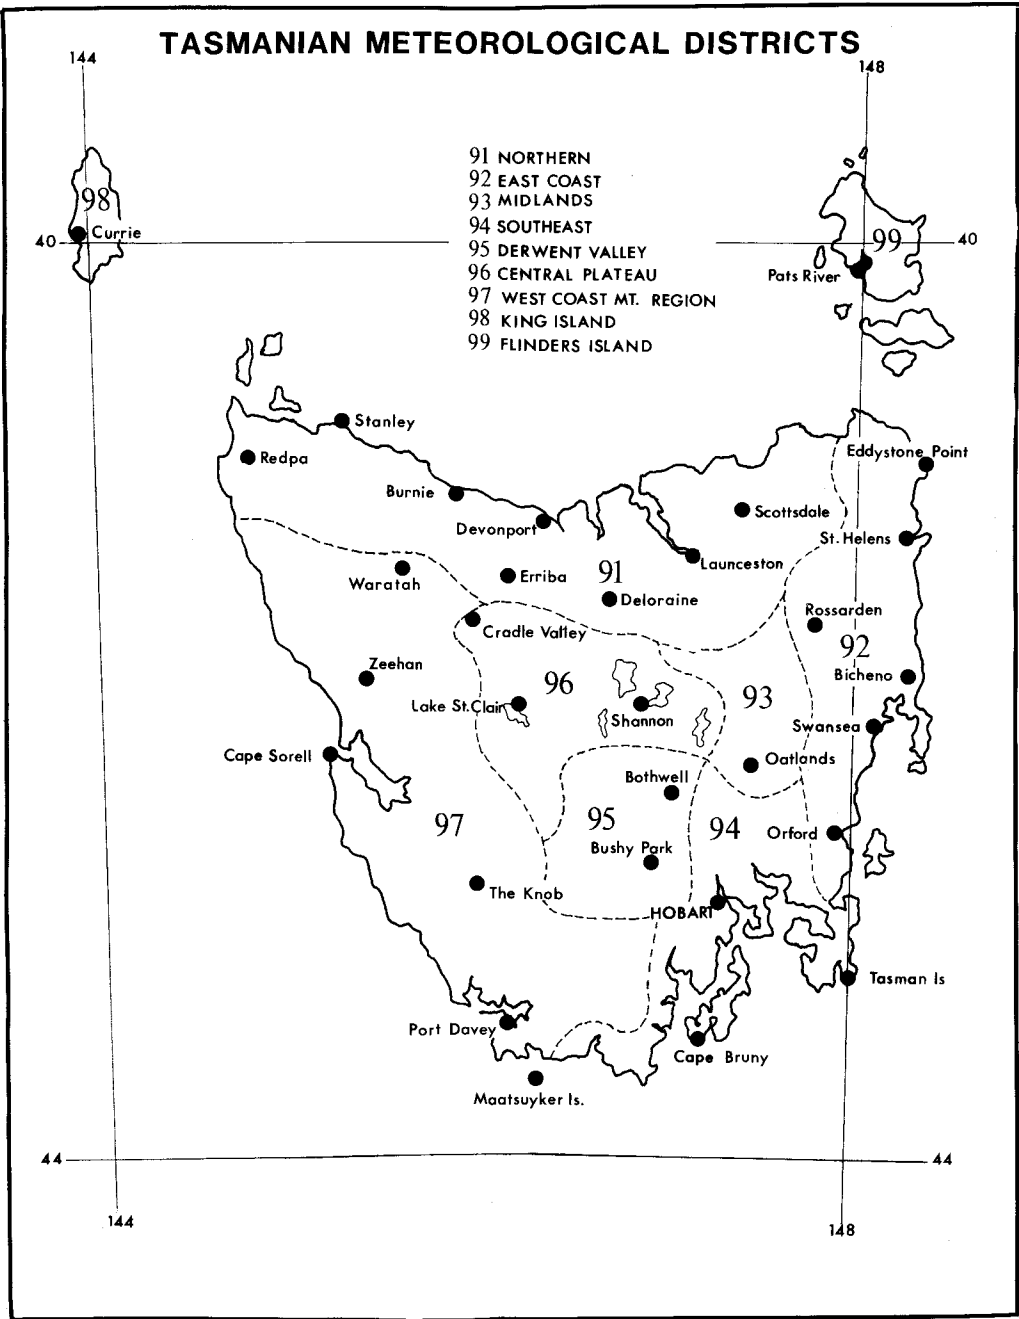 TASMANIAN METEOROLOGICAL DISTRICTS
144
148
91 NORTHERN
92 EAST COAST
93 MIDLANDS
94 SOUTHEAST
95 DERWENT VALLEY
96 CENTRAL PLATEAU
97 WEST COAST MT. REGION
98 KING ISLAND
99 FLINDERS ISLAND
98
Currie
40
99
40
Pats River
Stanley
Redpa
Eddystone Point
Burnie
Devonport
Scottsdale
St. Helens
Launceston
Waratah
Erriba
91
Deloraine
Rossarden
Cradle Valley
92
Zeehan
Bicheno
96
93
Lake St. Clair
Shannon
Swansea
Cape Sorell
Oatlands
Bothwell
97
95
94
Orford
Bushy Park
The Knob
HOBART
Tasman Is
Port Davey
Cape Bruny
Maatsuyker Is.
44
44
144
148